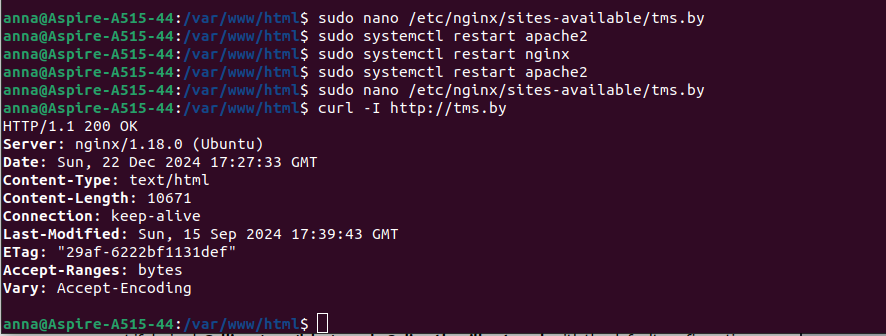 anna@Aspire-A515-44:/var/www/html$ sudo nano /etc/nginx/sites-available/tms.by
anna@Aspire-A515-44:/var/www/html$ sudo systemctl restart apache2
anna@Aspire-A515-44:/var/www/html$ sudo systemctl restart nginx
anna@Aspire-A515-44:/var/www/html$ sudo systemctl restart apache2
anna@Aspire-A515-44:/var/www/html$ sudo nano /etc/nginx/sites-available/tms.by
anna@Aspire-A515-44:/var/www/html$ curl -I http://tms.by
HTTP/1.1 200 OK
Server: nginx/1.18.0 (Ubuntu)
Date: Sun, 22 Dec 2024 17:27:33 GMT
Content-Type: text/html
Content-Length: 10671
Connection: keep-alive
Last-Modified: Sun, 15 Sep 2024 17:39:43 GMT
ETag: "29af-6222bf1131def"
Accept-Ranges: bytes
Vary: Accept-Encoding
anna@Aspire-A515-44:/var/www/html$